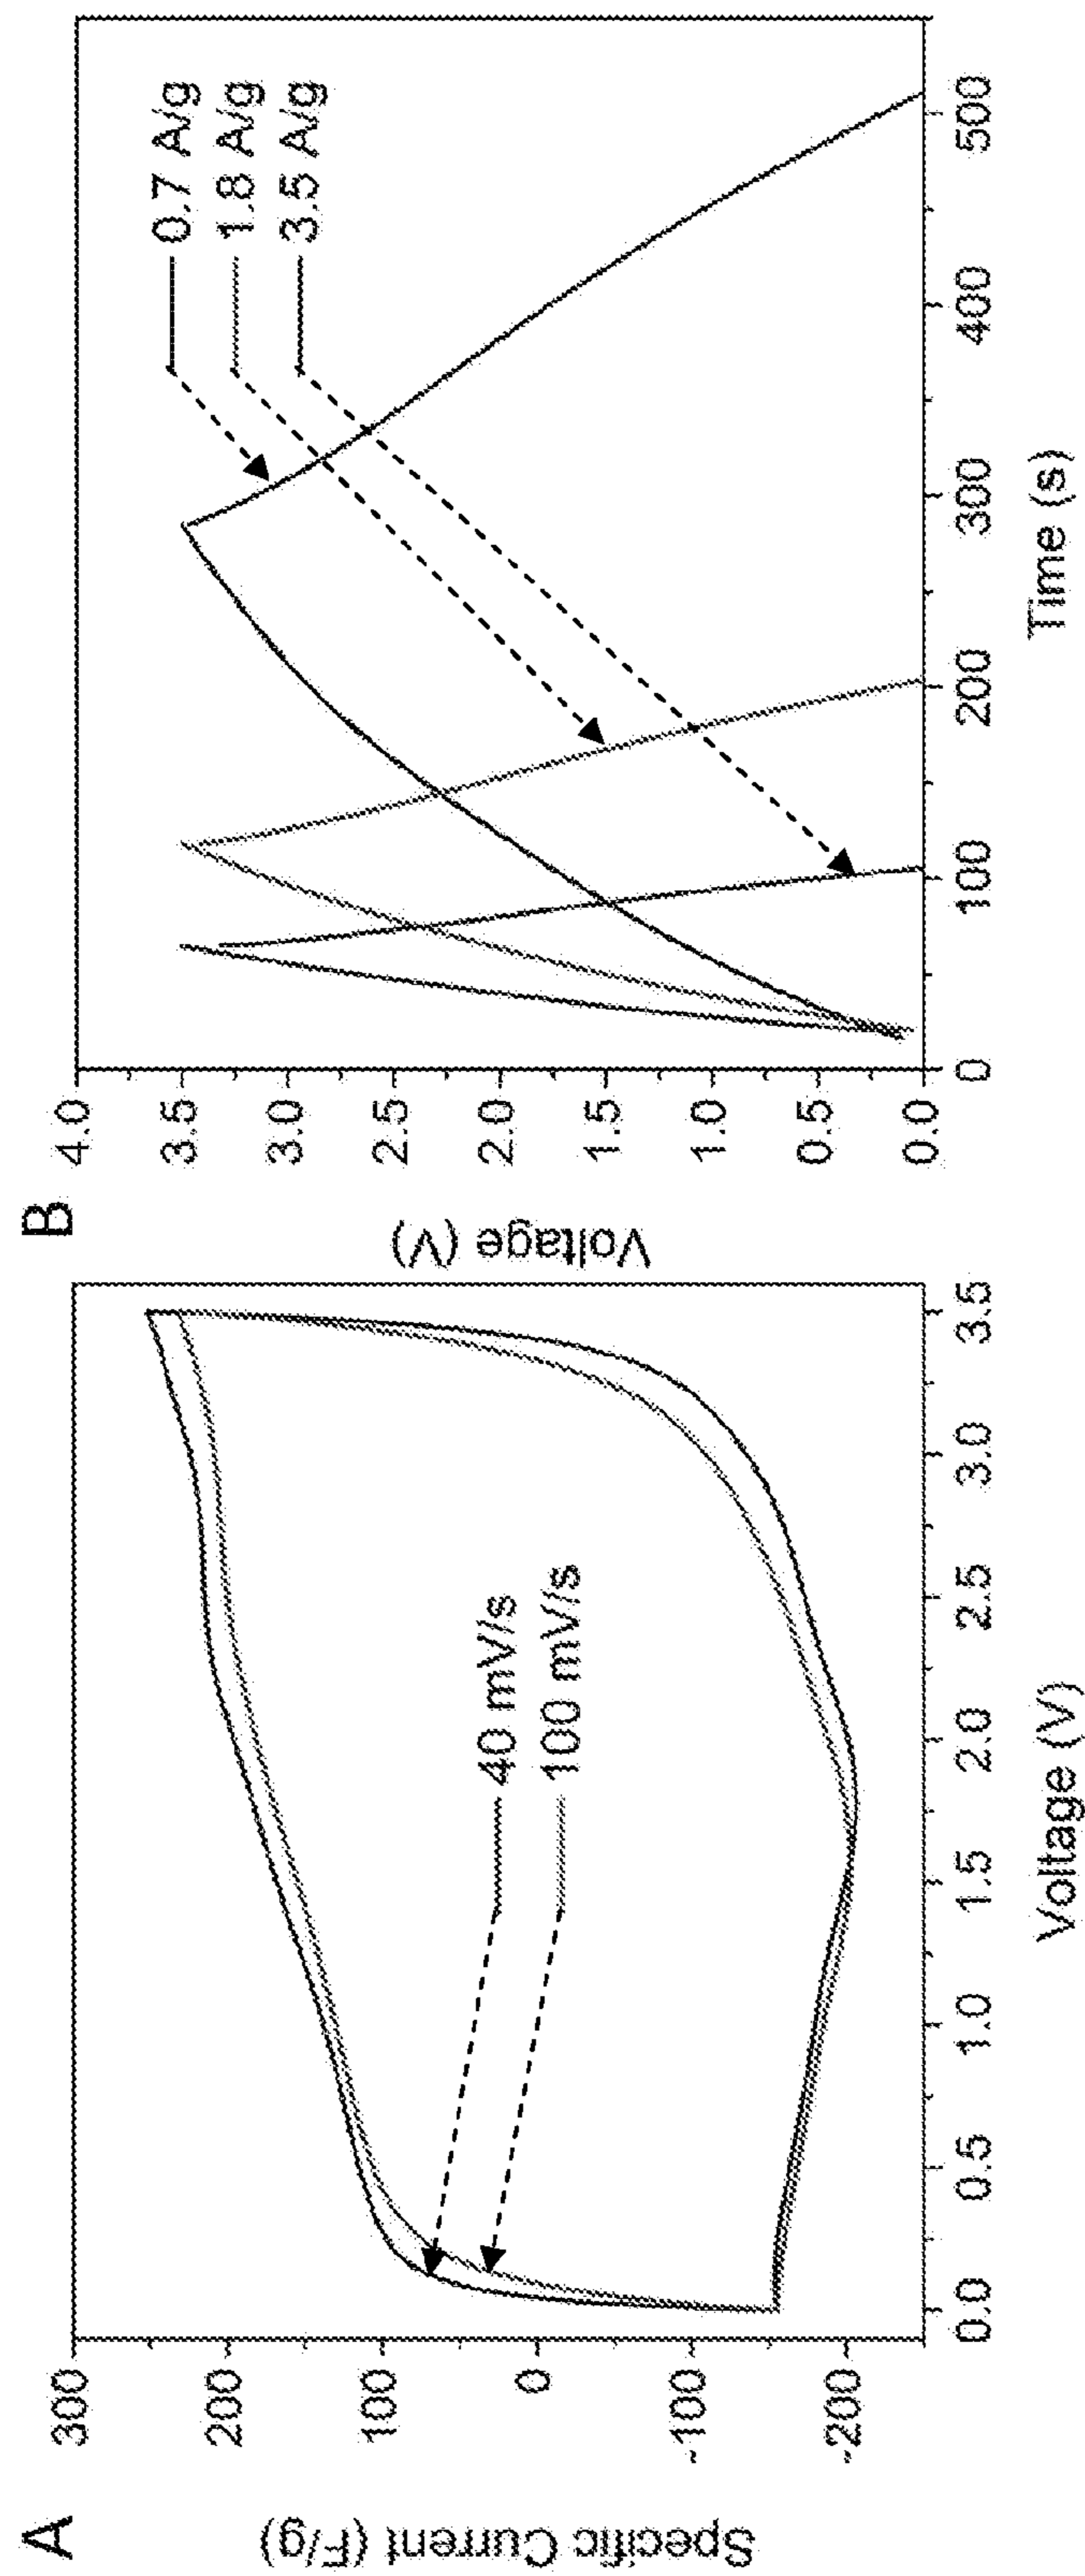 A
Specific Current (F/g)
300
200
100
0
-100
-200
40 mV/s
100 mV/s
0.0 0.5 1.0 1.5 2.0 2.5 3.0 3.5
Voltage (V)
B
Voltage (V)
4.0
3.5
3.0
2.5
2.0
1.5
1.0
0.5
0.0
0.7 A/g
1.8 A/g
3.5 A/g
0 100 200 300 400 500
Time (s)